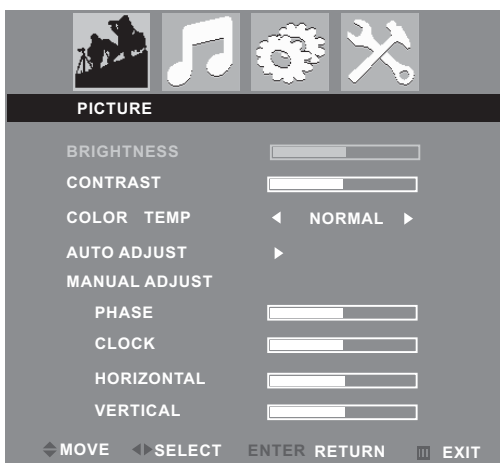 PICTURE
BRIGHTNESS
CONTRAST
COLOR TEMP NORMAL
AUTO ADJUST
MANUAL ADJUST
PHASE
CLOCK
HORIZONTAL
VERTICAL
MOVE SELECT ENTER RETURN EXIT